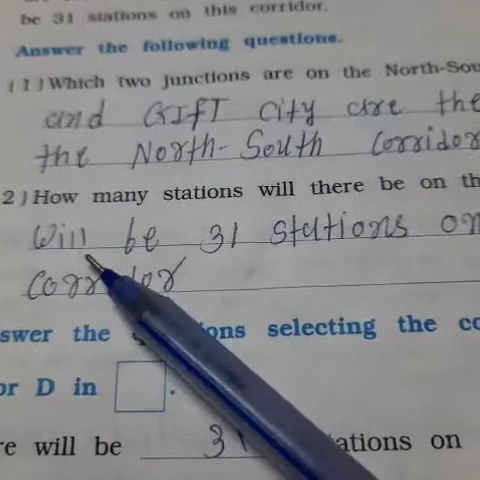 be 31 stations on this corridor.
Answer the following questions.
(1) Which two junctions are on the North-Sou
and GIFT City are the
the North-South Corridor
2) How many stations will there be on th
Will be 31 stations on
corridor
swer the ons selecting the co
or D in .
e will be 31 tations on